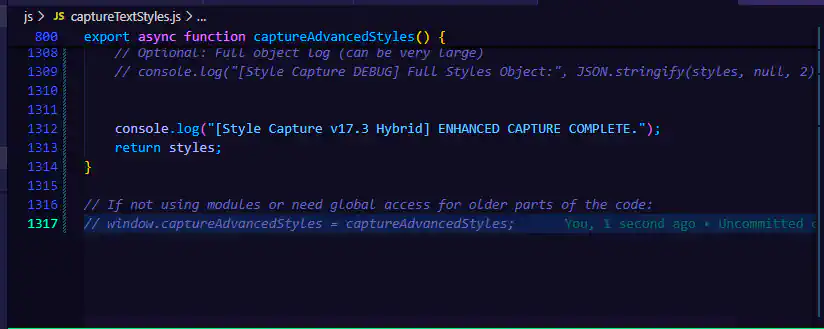 js > JS captureTextStyles.js > ...
800 export async function captureAdvancedStyles() {
1308 // Optional: Full object log (can be very large)
1309 // console.log("[Style Capture DEBUG] Full Styles Object:", JSON.stringify(styles, null, 2)
1310
1311
1312 console.log("[Style Capture v17.3 Hybrid] ENHANCED CAPTURE COMPLETE.");
1313 return styles;
1314 }
1315
1316 // If not using modules or need global access for older parts of the code:
1317 // window.captureAdvancedStyles = captureAdvancedStyles; You, 1 second ago • Uncommitted